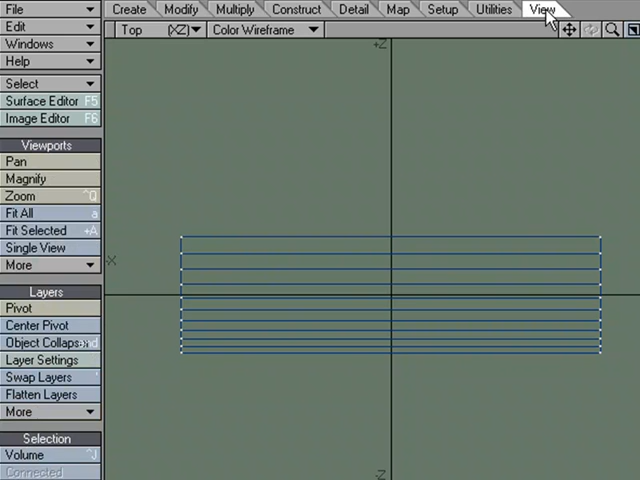 File
Create Modify Multiply Construct Detail Map Setup Utilities View
Edit
Top (XZ) Color Wireframe
Windows
+Z
Help
Select
Surface Editor F5
Image Editor F6
Viewports
Pan
Magnify
Zoom ^Q
Fit All a
Fit Selected +A
Single View
-X
More
Layers
Pivot
Center Pivot
Object Collapse
Layer Settings
Swap Layers '
Flatten Layers
More
Selection
Volume ^J
Connected
-Z